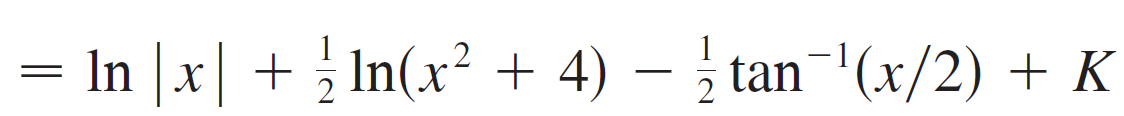 = ln |x| + ½ ln(x² + 4) − ½ tan⁻¹(x/2) + K